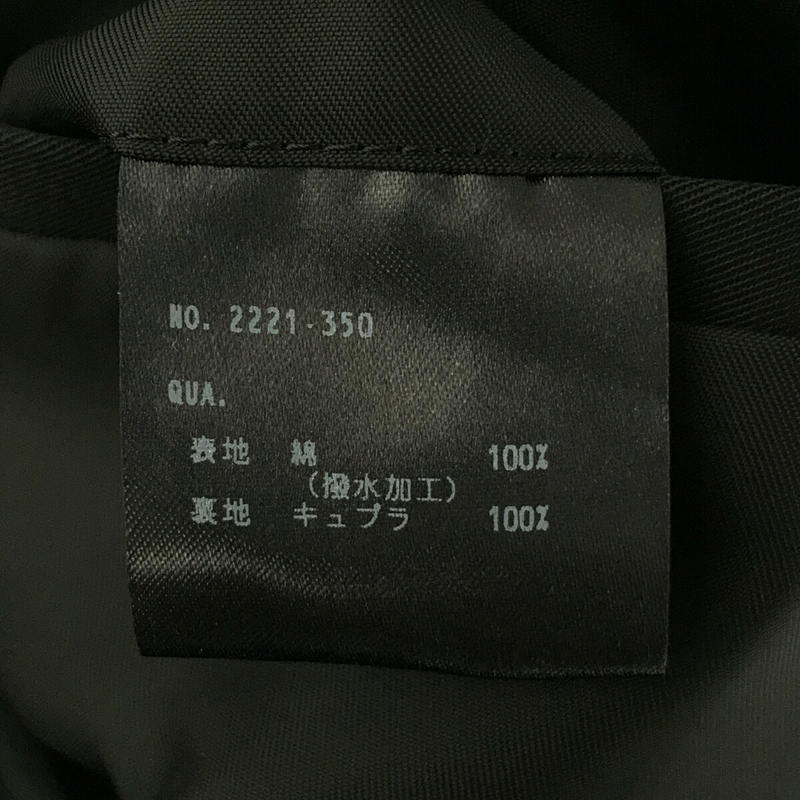 NO. 2221-350
QUA.
表地 綿 100%
(撥水加工)
裏地 キュプラ 100%